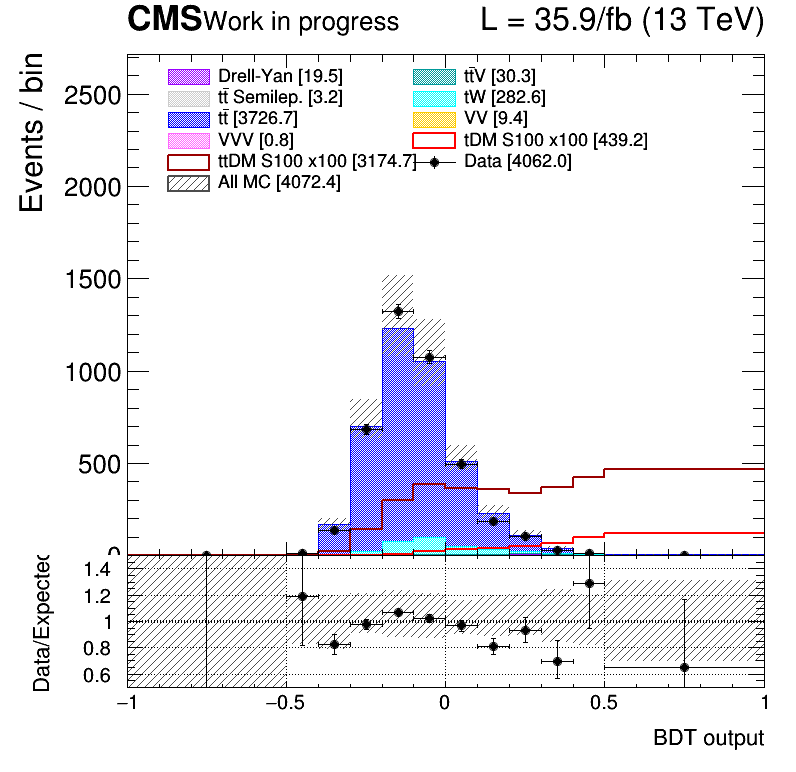 CMS Work in progress L = 35.9/fb (13 TeV)
Events / bin
Drell-Yan [19.5] tt̄V [30.3]
tt̄ Semilep. [3.2] tW [282.6]
tt̄ [3726.7] VV [9.4]
VVV [0.8] tDM S100 x100 [439.2]
ttDM S100 x100 [3174.7] Data [4062.0]
All MC [4072.4]
2500
2000
1500
1000
500
0
Data/Expected
1.4
1.2
1
0.8
0.6
−1 −0.5 0 0.5 1
BDT output